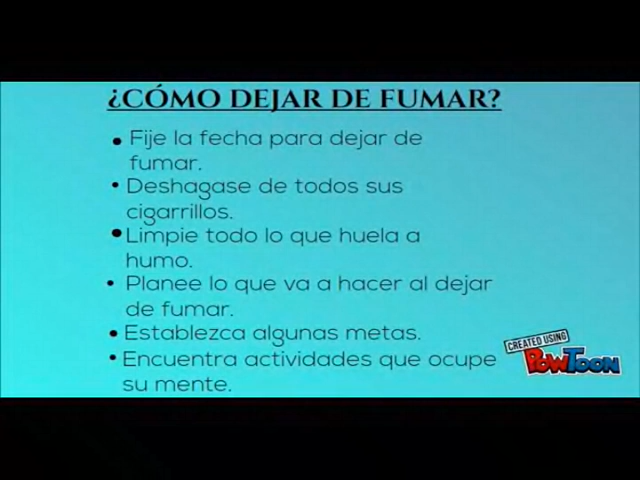 ¿CÓMO DEJAR DE FUMAR?
• Fije la fecha para dejar de
fumar.
• Deshagase de todos sus
cigarrillos.
• Limpie todo lo que huela a
humo.
• Planee lo que va a hacer al dejar
de fumar.
• Establezca algunas metas.
• Encuentra actividades que ocupe
su mente.
CREATED USING
POWTOON